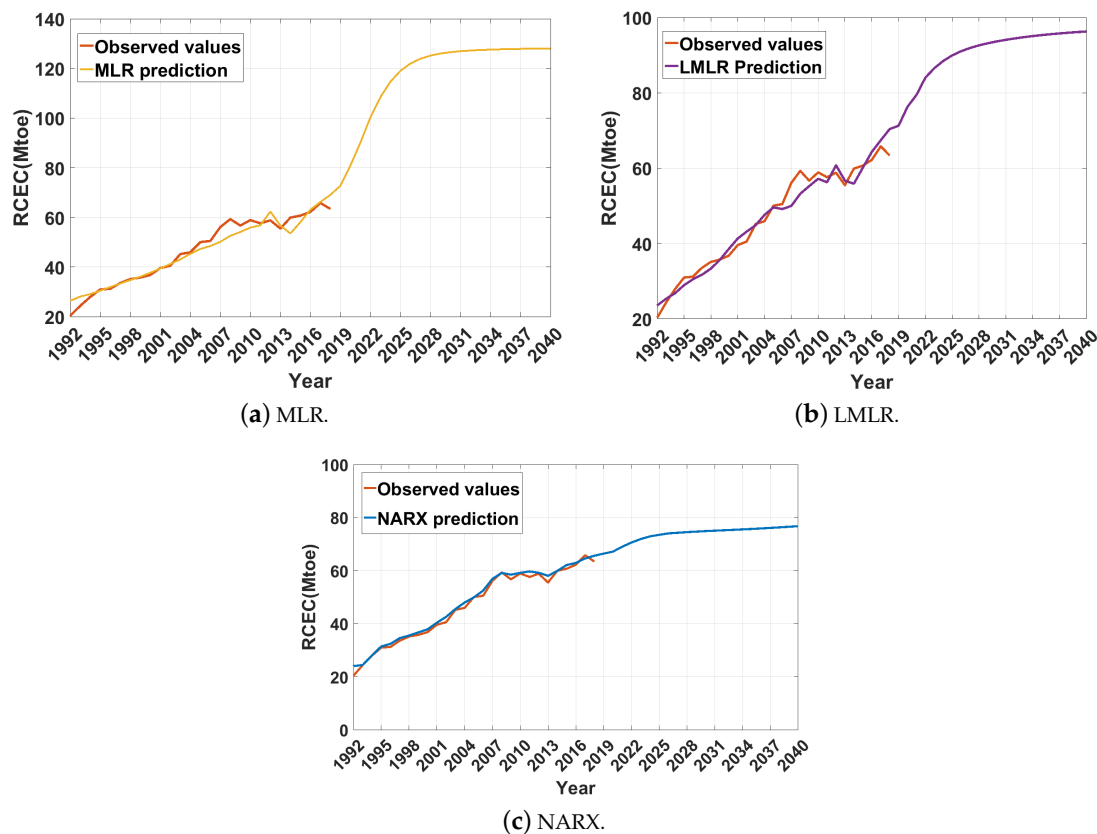 140
120
100
80
60
40
20
RCEC(Mtoe)
Observed values
MLR prediction
1992 1995 1998 2001 2004 2007 2010 2013 2016 2019 2022 2025 2028 2031 2034 2037 2040
Year
(a) MLR.
100
80
60
40
20
RCEC(Mtoe)
Observed values
LMLR Prediction
1992 1995 1998 2001 2004 2007 2010 2013 2016 2019 2022 2025 2028 2031 2034 2037 2040
Year
(b) LMLR.
100
80
60
40
20
0
RCEC(Mtoe)
Observed values
NARX prediction
1992 1995 1998 2001 2004 2007 2010 2013 2016 2019 2022 2025 2028 2031 2034 2037 2040
Year
(c) NARX.